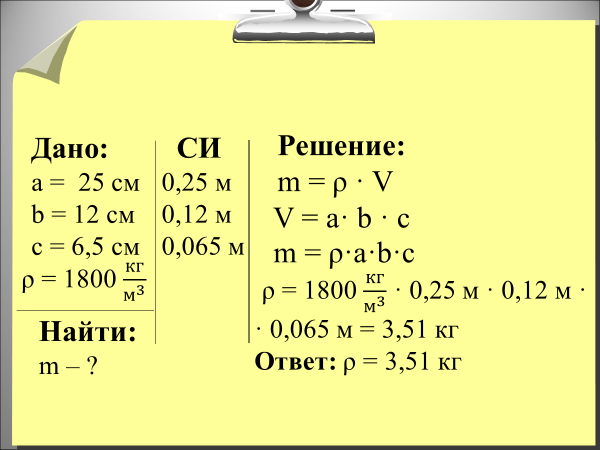 Дано:
a = 25 см
b = 12 см
c = 6,5 см
ρ = 1800 кг/м³
Найти:
m – ?
СИ
0,25 м
0,12 м
0,065 м
Решение:
m = ρ · V
V = a· b · c
m = ρ·a·b·c
ρ = 1800 кг/м³ · 0,25 м · 0,12 м ·
· 0,065 м = 3,51 кг
Ответ: ρ = 3,51 кг